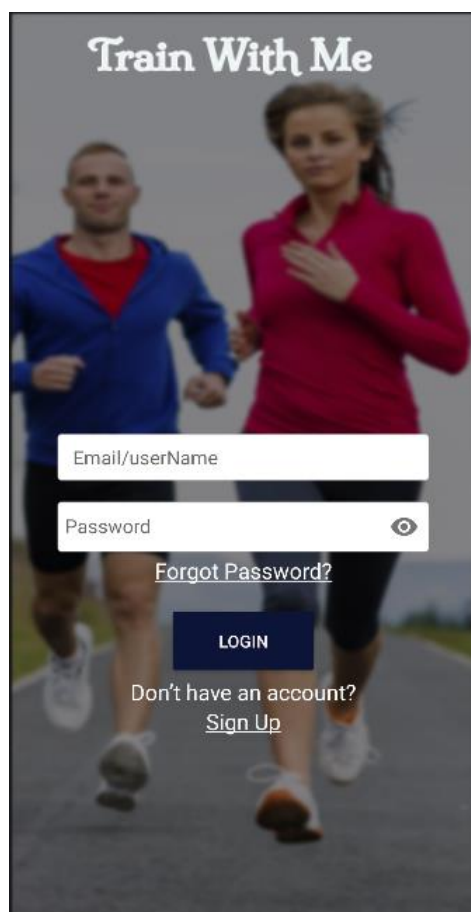 Train With Me
Email/userName
Password
Forgot Password?
LOGIN
Don't have an account?
Sign Up